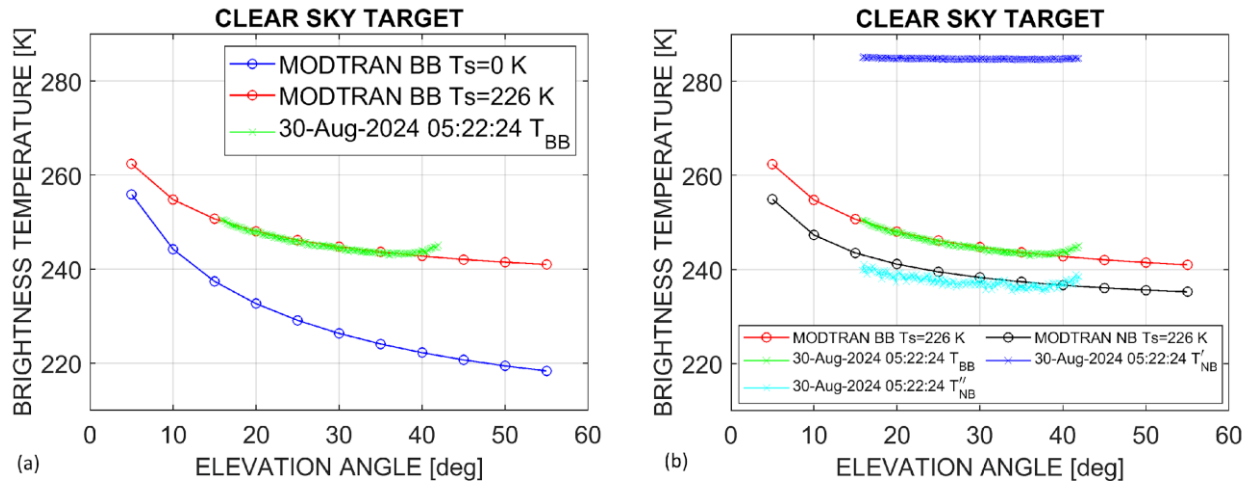 CLEAR SKY TARGET
BRIGHTNESS TEMPERATURE [K]
280
260
240
220
MODTRAN BB Ts=0 K
MODTRAN BB Ts=226 K
30-Aug-2024 05:22:24 T_BB
0 10 20 30 40 50 60
ELEVATION ANGLE [deg]
(a)
CLEAR SKY TARGET
BRIGHTNESS TEMPERATURE [K]
280
260
240
220
MODTRAN BB Ts=226 K
30-Aug-2024 05:22:24 T_BB
30-Aug-2024 05:22:24 T''_NB
MODTRAN NB Ts=226 K
30-Aug-2024 05:22:24 T'_NB
0 10 20 30 40 50 60
ELEVATION ANGLE [deg]
(b)